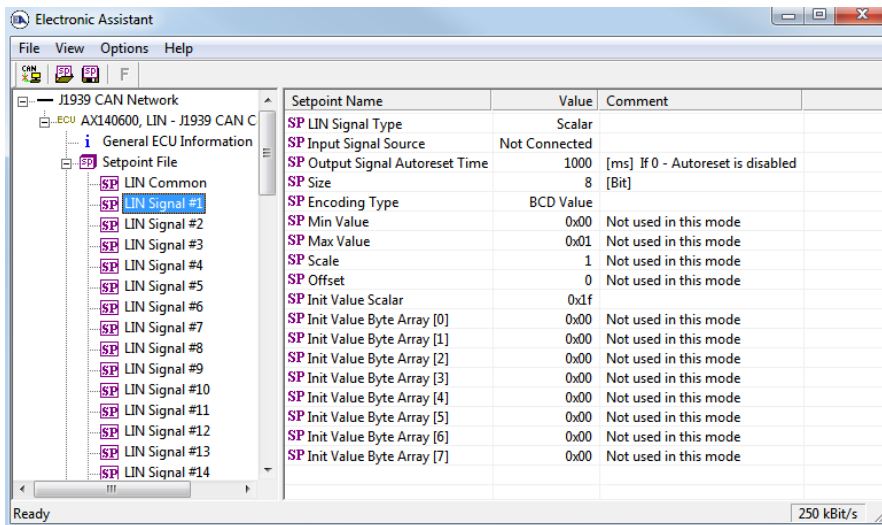 Electronic Assistant
File View Options Help
CAN SP SP F
J1939 CAN Network
ECU AX140600, LIN - J1939 CAN C
i General ECU Information
SP Setpoint File
SP LIN Common
SP LIN Signal #1
SP LIN Signal #2
SP LIN Signal #3
SP LIN Signal #4
SP LIN Signal #5
SP LIN Signal #6
SP LIN Signal #7
SP LIN Signal #8
SP LIN Signal #9
SP LIN Signal #10
SP LIN Signal #11
SP LIN Signal #12
SP LIN Signal #13
SP LIN Signal #14
Setpoint Name Value Comment
SP LIN Signal Type Scalar
SP Input Signal Source Not Connected
SP Output Signal Autoreset Time 1000 [ms] If 0 - Autoreset is disabled
SP Size 8 [Bit]
SP Encoding Type BCD Value
SP Min Value 0x00 Not used in this mode
SP Max Value 0x01 Not used in this mode
SP Scale 1 Not used in this mode
SP Offset 0 Not used in this mode
SP Init Value Scalar 0x1f
SP Init Value Byte Array [0] 0x00 Not used in this mode
SP Init Value Byte Array [1] 0x00 Not used in this mode
SP Init Value Byte Array [2] 0x00 Not used in this mode
SP Init Value Byte Array [3] 0x00 Not used in this mode
SP Init Value Byte Array [4] 0x00 Not used in this mode
SP Init Value Byte Array [5] 0x00 Not used in this mode
SP Init Value Byte Array [6] 0x00 Not used in this mode
SP Init Value Byte Array [7] 0x00 Not used in this mode
Ready 250 kBit/s